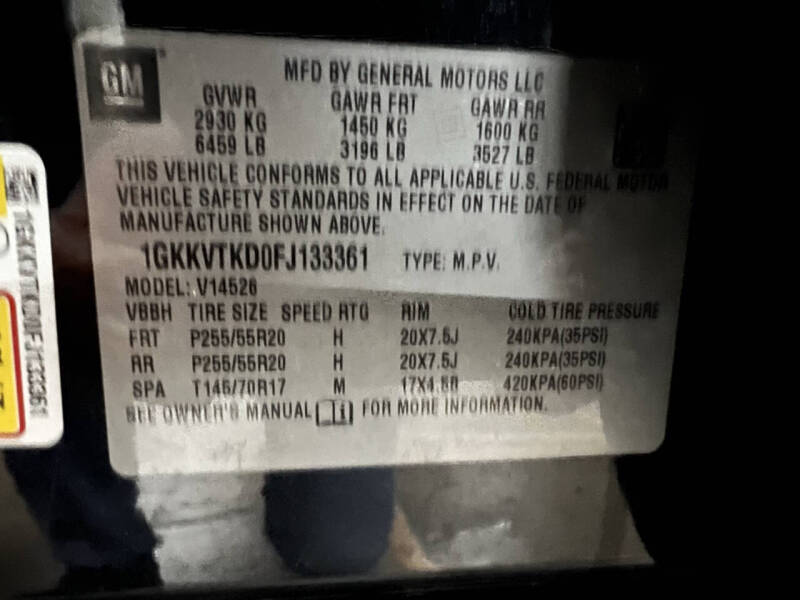 GM
MFD BY GENERAL MOTORS LLC
GVWR GAWR FRT GAWR RR
2930 KG 1450 KG 1600 KG
6459 LB 3196 LB 3527 LB
THIS VEHICLE CONFORMS TO ALL APPLICABLE U.S. FEDERAL MOTOR
VEHICLE SAFETY STANDARDS IN EFFECT ON THE DATE OF
MANUFACTURE SHOWN ABOVE.
1GKKVTKD0FJ133361 TYPE: M.P.V.
MODEL: V14526
VBBH TIRE SIZE SPEED RTG RIM COLD TIRE PRESSURE
FRT P255/55R20 H 20X7.5J 240KPA(35PSI)
RR P255/55R20 H 20X7.5J 240KPA(35PSI)
SPA T145/70R17 M 17X4.5B 420KPA(60PSI)
SEE OWNER'S MANUAL FOR MORE INFORMATION.
1GKKVTKD0FJ133361